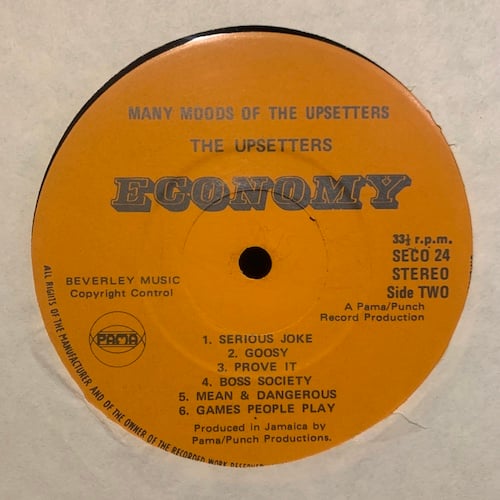 MANY MOODS OF THE UPSETTERS
THE UPSETTERS
ECONOMY
33⅓ r.p.m.
SECO 24
STEREO
Side TWO
BEVERLEY MUSIC
Copyright Control
A Pama/Punch
Record Production
PAMA
1. SERIOUS JOKE
2. GOOSY
3. PROVE IT
4. BOSS SOCIETY
5. MEAN & DANGEROUS
6. GAMES PEOPLE PLAY
Produced in Jamaica by
Pama/Punch Productions.
ALL RIGHTS OF THE MANUFACTURER AND OF THE OWNER OF THE RECORDED WORK RESERVED